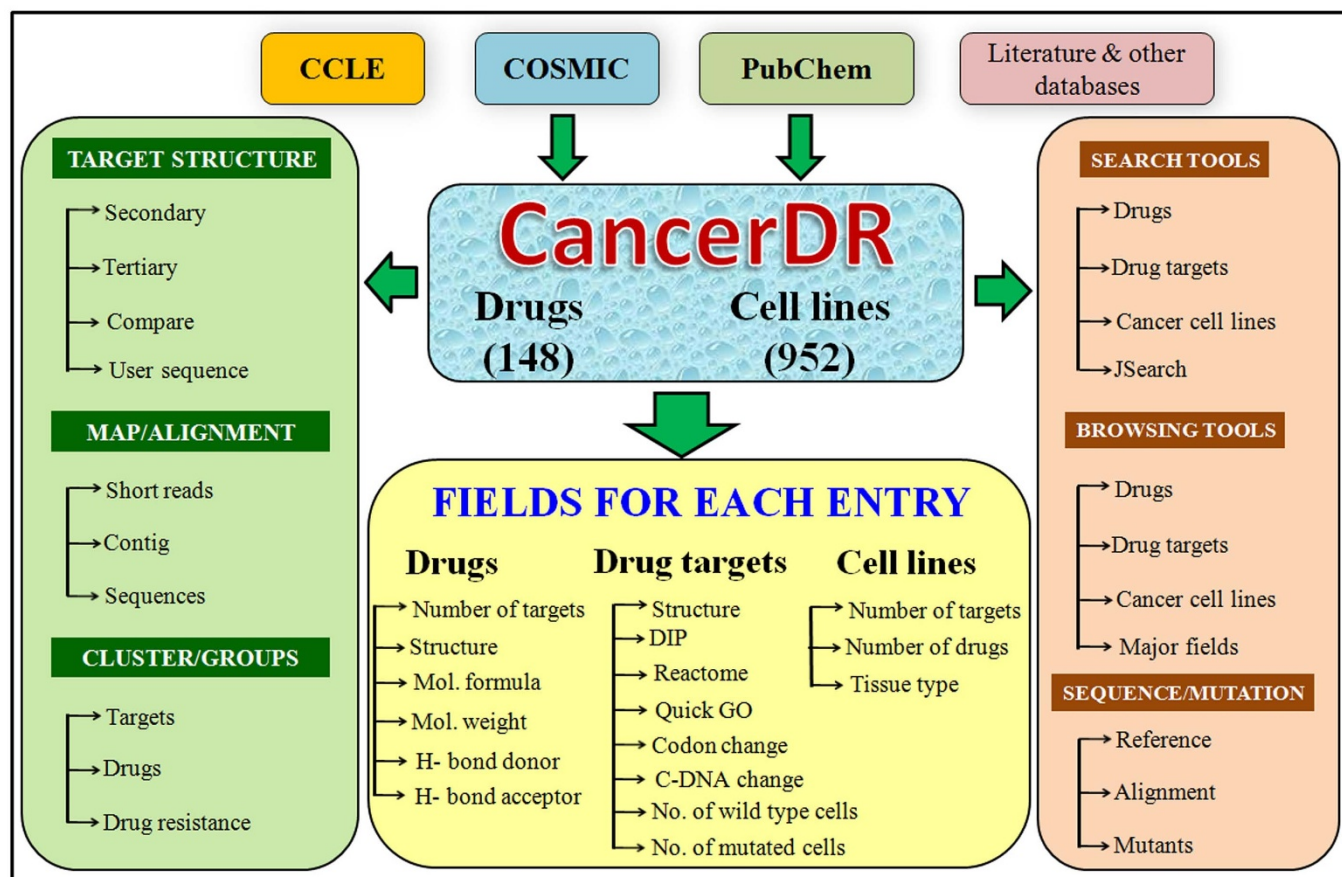 CCLE
COSMIC
PubChem
Literature & other
databases
TARGET STRUCTURE
Secondary
Tertiary
Compare
User sequence
MAP/ALIGNMENT
Short reads
Contig
Sequences
CLUSTER/GROUPS
Targets
Drugs
Drug resistance
CancerDR
Drugs
(148)
Cell lines
(952)
FIELDS FOR EACH ENTRY
Drugs
Number of targets
Structure
Mol. formula
Mol. weight
H- bond donor
H- bond acceptor
Drug targets
Structure
DIP
Reactome
Quick GO
Codon change
C-DNA change
No. of wild type cells
No. of mutated cells
Cell lines
Number of targets
Number of drugs
Tissue type
SEARCH TOOLS
Drugs
Drug targets
Cancer cell lines
JSearch
BROWSING TOOLS
Drugs
Drug targets
Cancer cell lines
Major fields
SEQUENCE/MUTATION
Reference
Alignment
Mutants